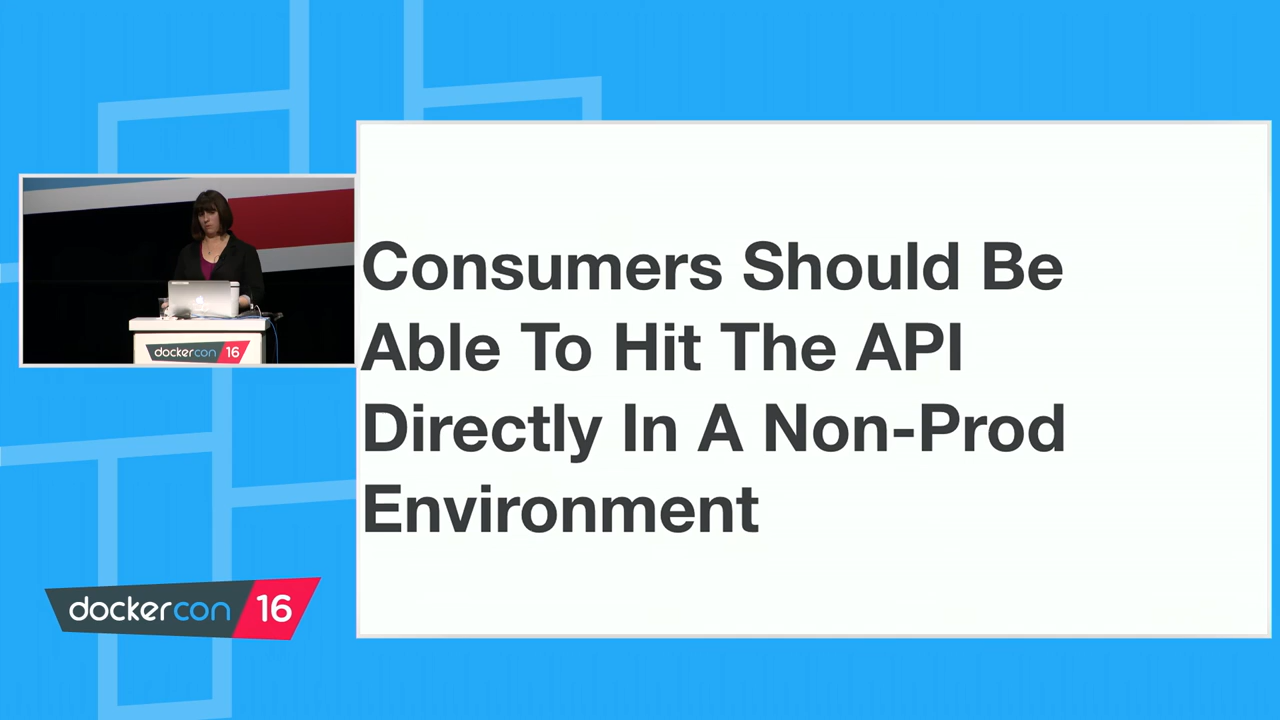 Consumers Should Be
Able To Hit The API
Directly In A Non-Prod
Environment
dockercon 16
dockercon 16